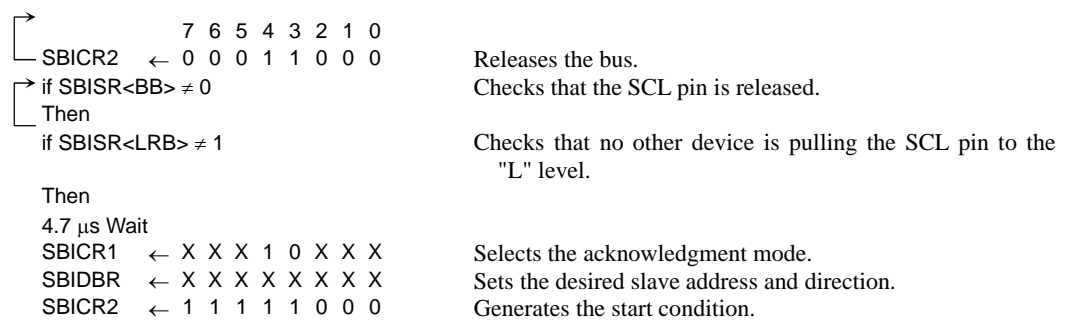 7 6 5 4 3 2 1 0
SBICR2 ← 0 0 0 1 1 0 0 0 Releases the bus.
if SBISR<BB> ≠ 0 Checks that the SCL pin is released.
Then
if SBISR<LRB> ≠ 1 Checks that no other device is pulling the SCL pin to the
"L" level.
Then
4.7 μs Wait
SBICR1 ← X X X 1 0 X X X Selects the acknowledgment mode.
SBIDBR ← X X X X X X X X Sets the desired slave address and direction.
SBICR2 ← 1 1 1 1 1 0 0 0 Generates the start condition.